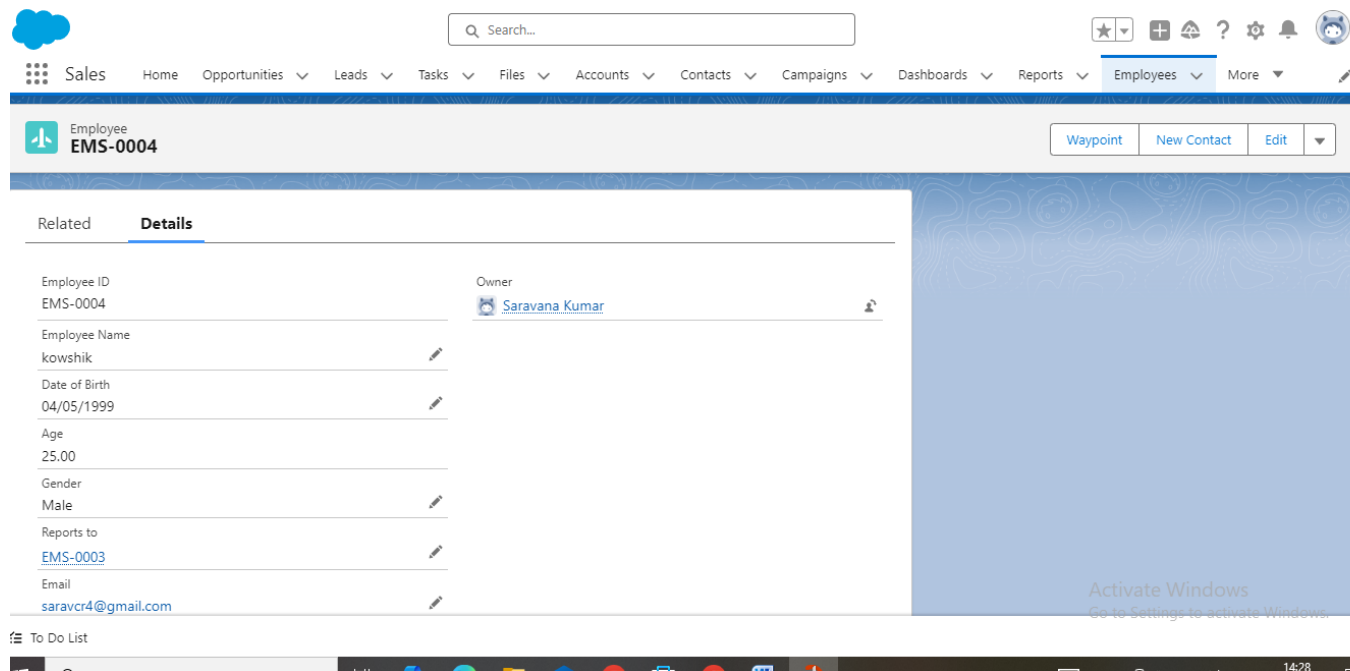 Search...
Sales Home Opportunities Leads Tasks Files Accounts Contacts Campaigns Dashboards Reports Employees More
Employee
EMS-0004
Waypoint New Contact Edit
Related Details
Employee ID
EMS-0004
Owner
Saravana Kumar
Employee Name
kowshik
Date of Birth
04/05/1999
Age
25.00
Gender
Male
Reports to
EMS-0003
Email
saravcr4@gmail.com
Activate Windows
Go to Settings to activate Windows.
To Do List
14:28